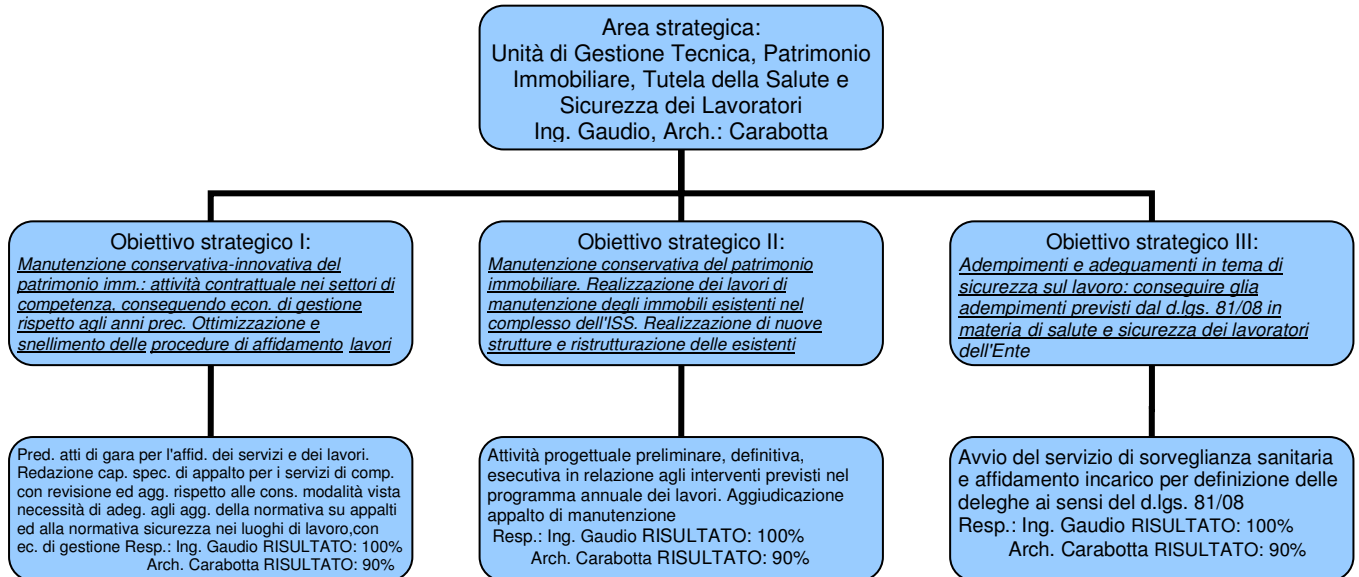 Area strategica:
Unità di Gestione Tecnica, Patrimonio
Immobiliare, Tutela della Salute e
Sicurezza dei Lavoratori
Ing. Gaudio, Arch.: Carabotta
Obiettivo strategico I:
Manutenzione conservativa-innovativa del
patrimonio imm.: attività contrattuale nei settori di
competenza, conseguendo econ. di gestione
rispetto agli anni prec. Ottimizzazione e
snellimento delle procedure di affidamento lavori
Obiettivo strategico II:
Manutenzione conservativa del patrimonio
immobiliare. Realizzazione dei lavori di
manutenzione degli immobili esistenti nel
complesso dell'ISS. Realizzazione di nuove
strutture e ristrutturazione delle esistenti
Obiettivo strategico III:
Adempimenti e adeguamenti in tema di
sicurezza sul lavoro: conseguire glia
adempimenti previsti dal d.lgs. 81/08 in
materia di salute e sicurezza dei lavoratori
dell'Ente
Pred. atti di gara per l'affid. dei servizi e dei lavori.
Redazione cap. spec. di appalto per i servizi di comp.
con revisione ed agg. rispetto alle cons. modalità vista
necessità di adeg. agli agg. della normativa su appalti
ed alla normativa sicurezza nei luoghi di lavoro,con
ec. di gestione Resp.: Ing. Gaudio RISULTATO: 100%
Arch. Carabotta RISULTATO: 90%
Attività progettuale preliminare, definitiva,
esecutiva in relazione agli interventi previsti nel
programma annuale dei lavori. Aggiudicazione
appalto di manutenzione
Resp.: Ing. Gaudio RISULTATO: 100%
Arch. Carabotta RISULTATO: 90%
Avvio del servizio di sorveglianza sanitaria
e affidamento incarico per definizione delle
deleghe ai sensi del d.lgs. 81/08
Resp.: Ing. Gaudio RISULTATO: 100%
Arch. Carabotta RISULTATO: 90%